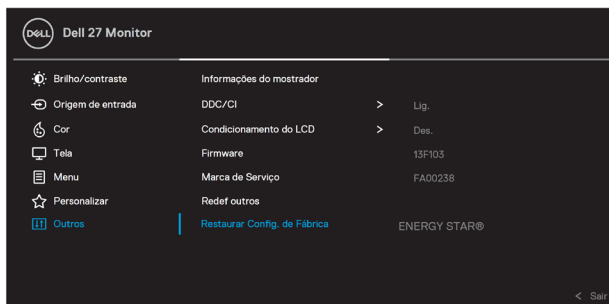 DELL Dell 27 Monitor
Brilho/contraste Informações do mostrador
Origem de entrada DDC/CI > Lig.
Cor Condicionamento do LCD > Des.
Tela Firmware 13F103
Menu Marca de Serviço FA00238
Personalizar Redef outros
Outros Restaurar Config. de Fábrica ENERGY STAR®
< Sair